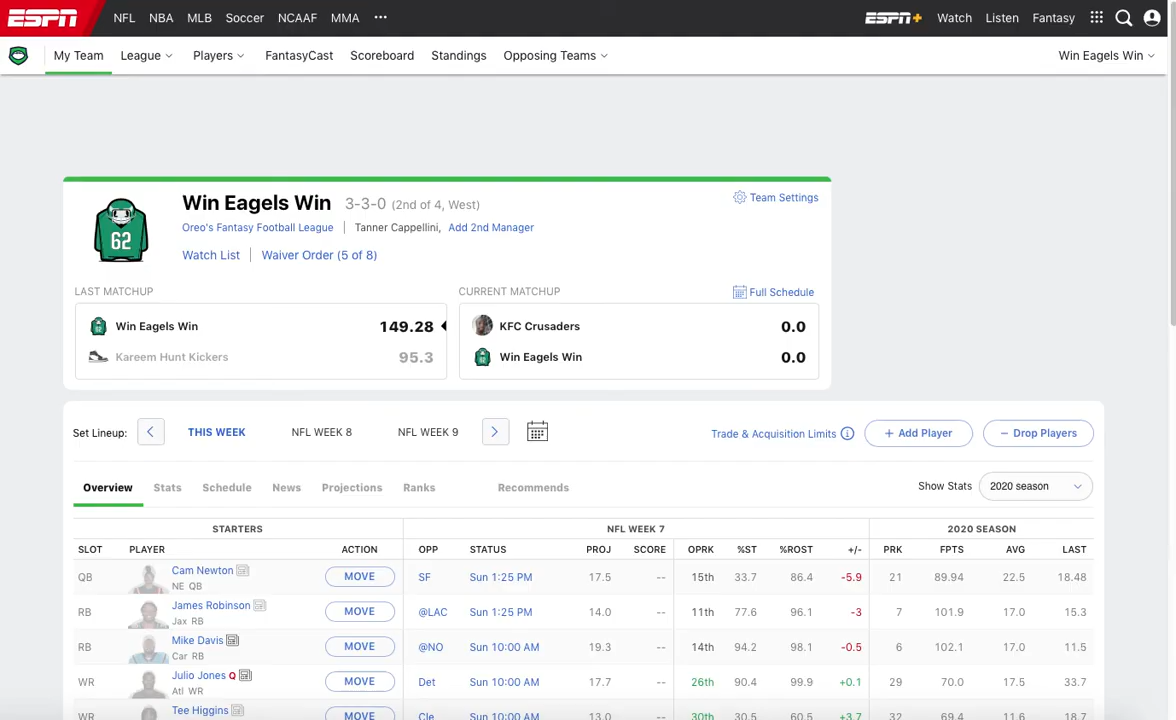 ESPN NFL NBA MLB Soccer NCAAF MMA ••• ESPN+ Watch Listen Fantasy
My Team League Players FantasyCast Scoreboard Standings Opposing Teams Win Eagels Win
Win Eagels Win 3-3-0 (2nd of 4, West) Team Settings
Oreo's Fantasy Football League | Tanner Cappellini, Add 2nd Manager
62
Watch List | Waiver Order (5 of 8)
LAST MATCHUP CURRENT MATCHUP Full Schedule
Win Eagels Win 149.28 KFC Crusaders 0.0
Kareem Hunt Kickers 95.3 Win Eagels Win 0.0
Set Lineup: THIS WEEK NFL WEEK 8 NFL WEEK 9 Trade & Acquisition Limits i + Add Player − Drop Players
Overview Stats Schedule News Projections Ranks Recommends Show Stats 2020 season
STARTERS NFL WEEK 7 2020 SEASON
SLOT PLAYER ACTION OPP STATUS PROJ SCORE OPRK %ST %ROST +/- PRK FPTS AVG LAST
QB Cam Newton MOVE SF Sun 1:25 PM 17.5 -- 15th 33.7 86.4 -5.9 21 89.94 22.5 18.48
NE QB
RB James Robinson MOVE @LAC Sun 1:25 PM 14.0 -- 11th 77.6 96.1 -3 7 101.9 17.0 15.3
Jax RB
RB Mike Davis MOVE @NO Sun 10:00 AM 19.3 -- 14th 94.2 98.1 -0.5 6 102.1 17.0 11.5
Car RB
WR Julio Jones Q MOVE Det Sun 10:00 AM 17.7 -- 26th 90.4 99.9 +0.1 29 70.0 17.5 33.7
Atl WR
WR Tee Higgins MOVE Cle Sun 10:00 AM 13.0 -- 30th 30.5 60.5 +3.7 32 69.4 11.6 18.7